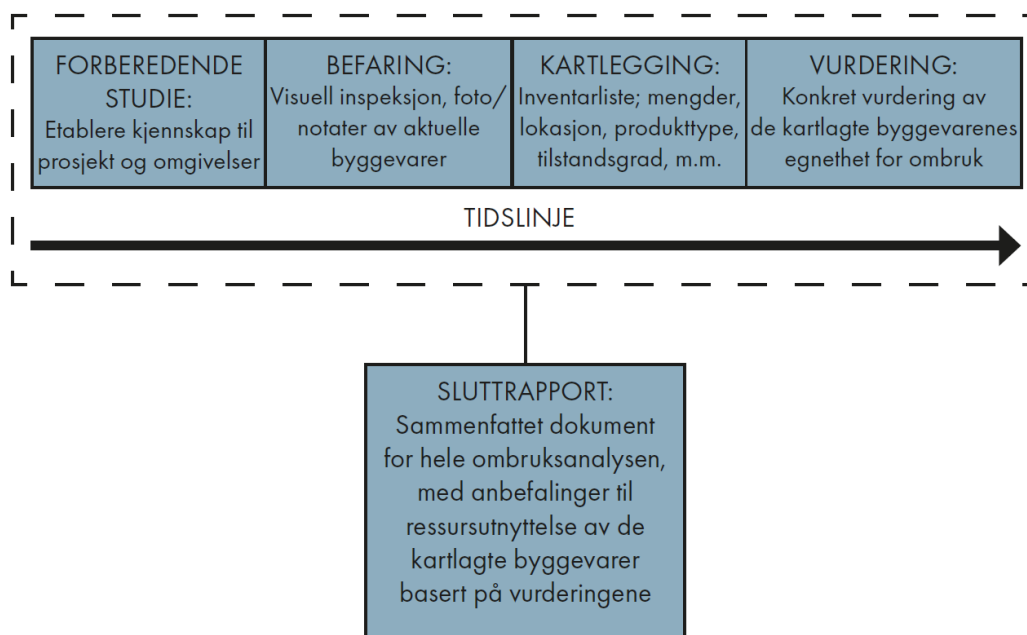 FORBEREDENDE
STUDIE:
Etablere kjennskap til
prosjekt og omgivelser
BEFARING:
Visuell inspeksjon, foto/
notater av aktuelle
byggevarer
KARTLEGGING:
Inventarliste; mengder,
lokasjon, produkttype,
tilstandsgrad, m.m.
VURDERING:
Konkret vurdering av
de kartlagte byggevarenes
egnethet for ombruk
TIDSLINJE
SLUTTRAPPORT:
Sammenfattet dokument
for hele ombruksanalysen,
med anbefalinger til
ressursutnyttelse av de
kartlagte byggevarer
basert på vurderingene